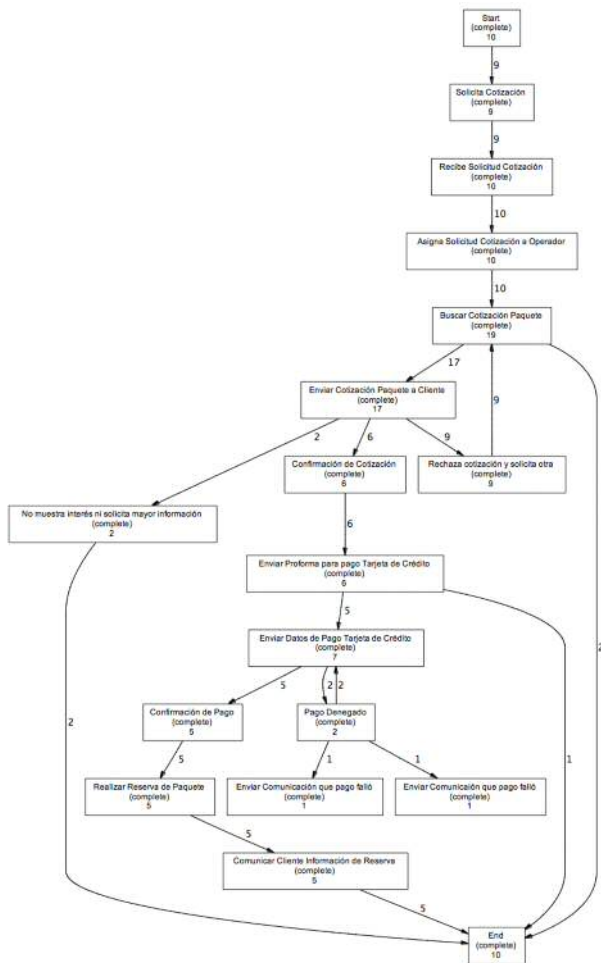 Start
(complete)
10
9
Solicita Cotización
(complete)
9
9
Recibe Solicitud Cotización
(complete)
10
10
Asigna Solicitud Cotización a Operador
(complete)
10
10
Buscar Cotización Paquete
(complete)
19
17
Enviar Cotización Paquete a Cliente
(complete)
17
9
2
6
9
Confirmación de Cotización
(complete)
6
Rechaza cotización y solicita otra
(complete)
9
No muestra interés ni solicita mayor información
(complete)
2
6
Enviar Proforma para pago Tarjeta de Crédito
(complete)
6
5
Enviar Datos de Pago Tarjeta de Crédito
(complete)
7
2
5
2
2
2
Confirmación de Pago
(complete)
5
Pago Denegado
(complete)
2
5
1
1
1
Realizar Reserva de Paquete
(complete)
5
Enviar Comunicación que pago falló
(complete)
1
Enviar Comunicaión que pago falló
(complete)
1
5
Comunicar Cliente Información de Reserva
(complete)
5
5
End
(complete)
10